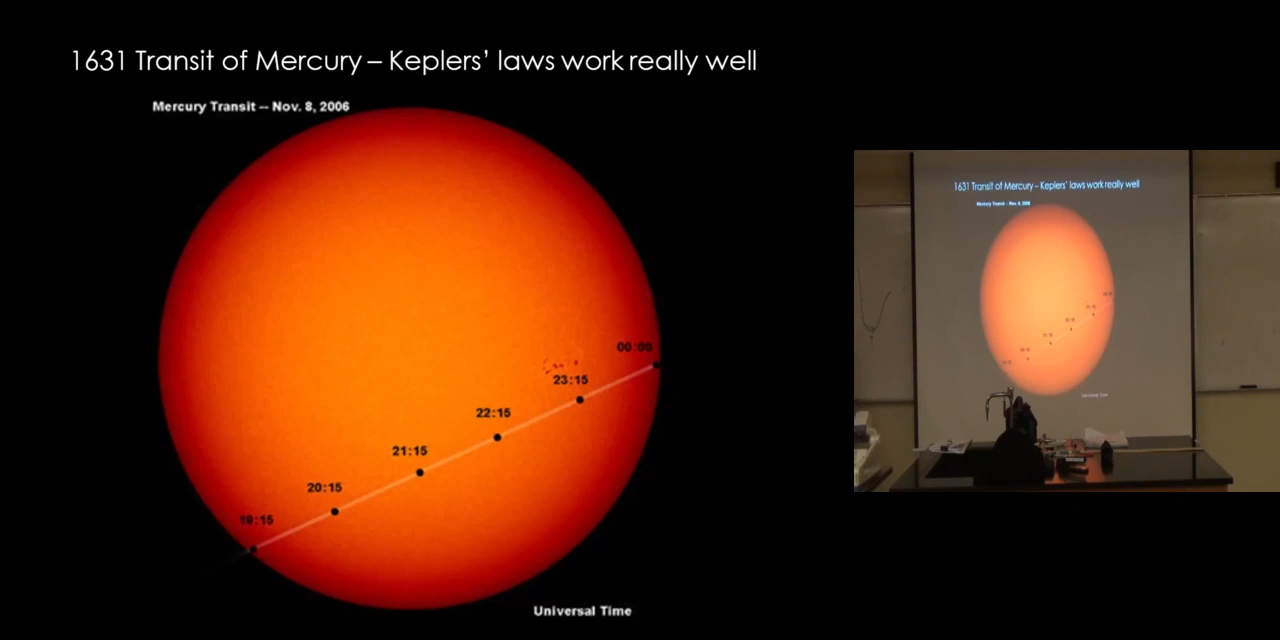 1631 Transit of Mercury – Keplers’ laws work really well
Mercury Transit -- Nov. 8, 2006
00:00
23:15
22:15
21:15
20:15
19:15
Universal Time
1631 Transit of Mercury – Keplers’ laws work really well
Mercury Transit -- Nov. 8, 2006
Universal Time